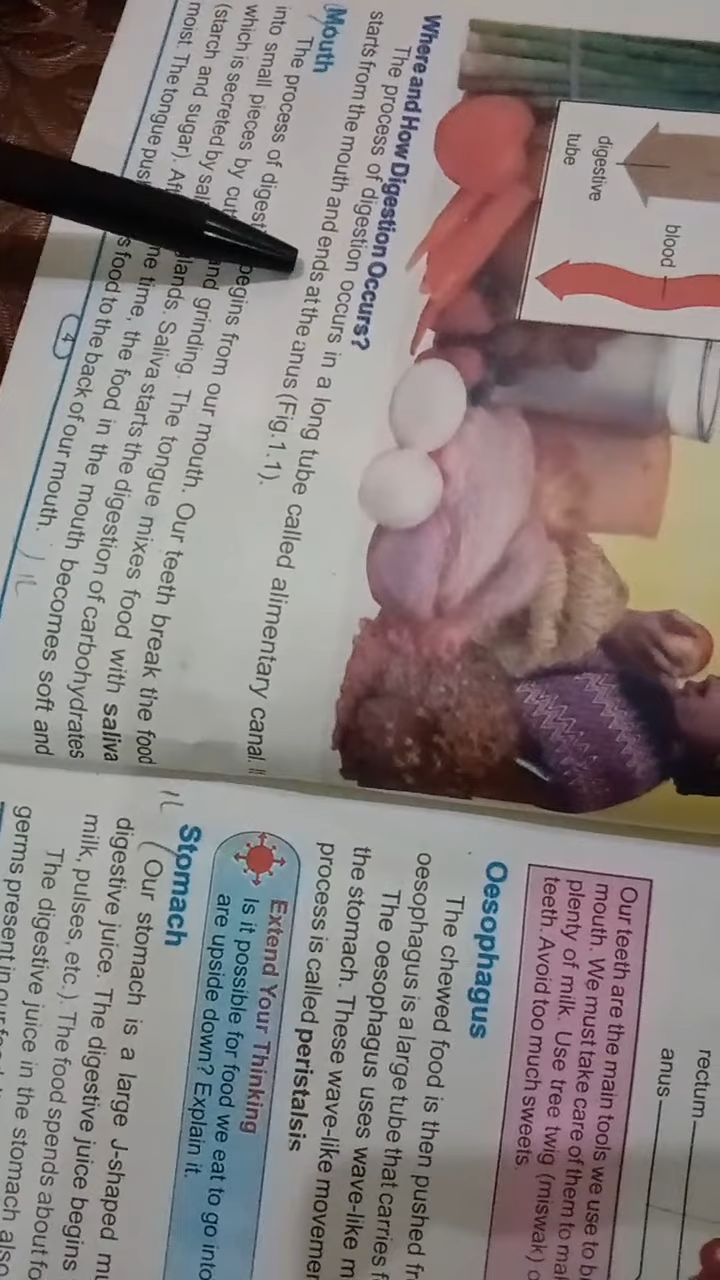 digestive
tube
blood
Where and How Digestion Occurs?
The process of digestion occurs in a long tube called alimentary canal. It
starts from the mouth and ends at the anus (Fig.1.1).
Mouth
The process of digest begins from our mouth. Our teeth break the food
into small pieces by cut and grinding. The tongue mixes food with saliva
which is secreted by sal lands. Saliva starts the digestion of carbohydrates
(starch and sugar). Aft me time, the food in the mouth becomes soft and
moist. The tongue pus s food to the back of our mouth.
4
rectum
anus
Our teeth are the main tools we use to b
mouth. We must take care of them to ma
plenty of milk. Use tree twig (miswak)
teeth. Avoid too much sweets.
Oesophagus
The chewed food is then pushed fr
oesophagus is a large tube that carries f
The oesophagus uses wave-like m
the stomach. These wave-like movemen
process is called peristalsis
Extend Your Thinking
Is it possible for food we eat to go into
are upside down? Explain it.
Stomach
Our stomach is a large J-shaped mu
digestive juice. The digestive juice begins
milk, pulses, etc.). The food spends about fo
The digestive juice in the stomach also
germs present in our